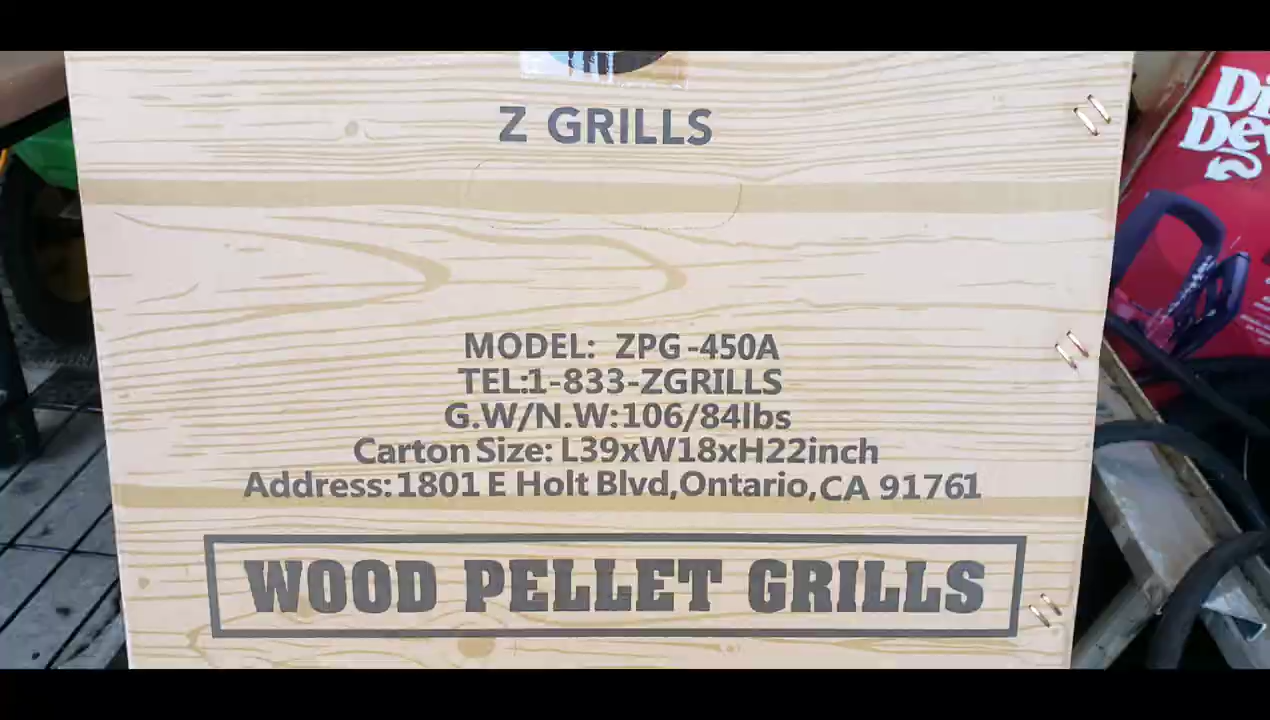 Z GRILLS
MODEL: ZPG-450A
TEL:1-833-ZGRILLS
G.W/N.W:106/84lbs
Carton Size: L39xW18xH22inch
Address:1801 E Holt Blvd,Ontario,CA 91761
WOOD PELLET GRILLS